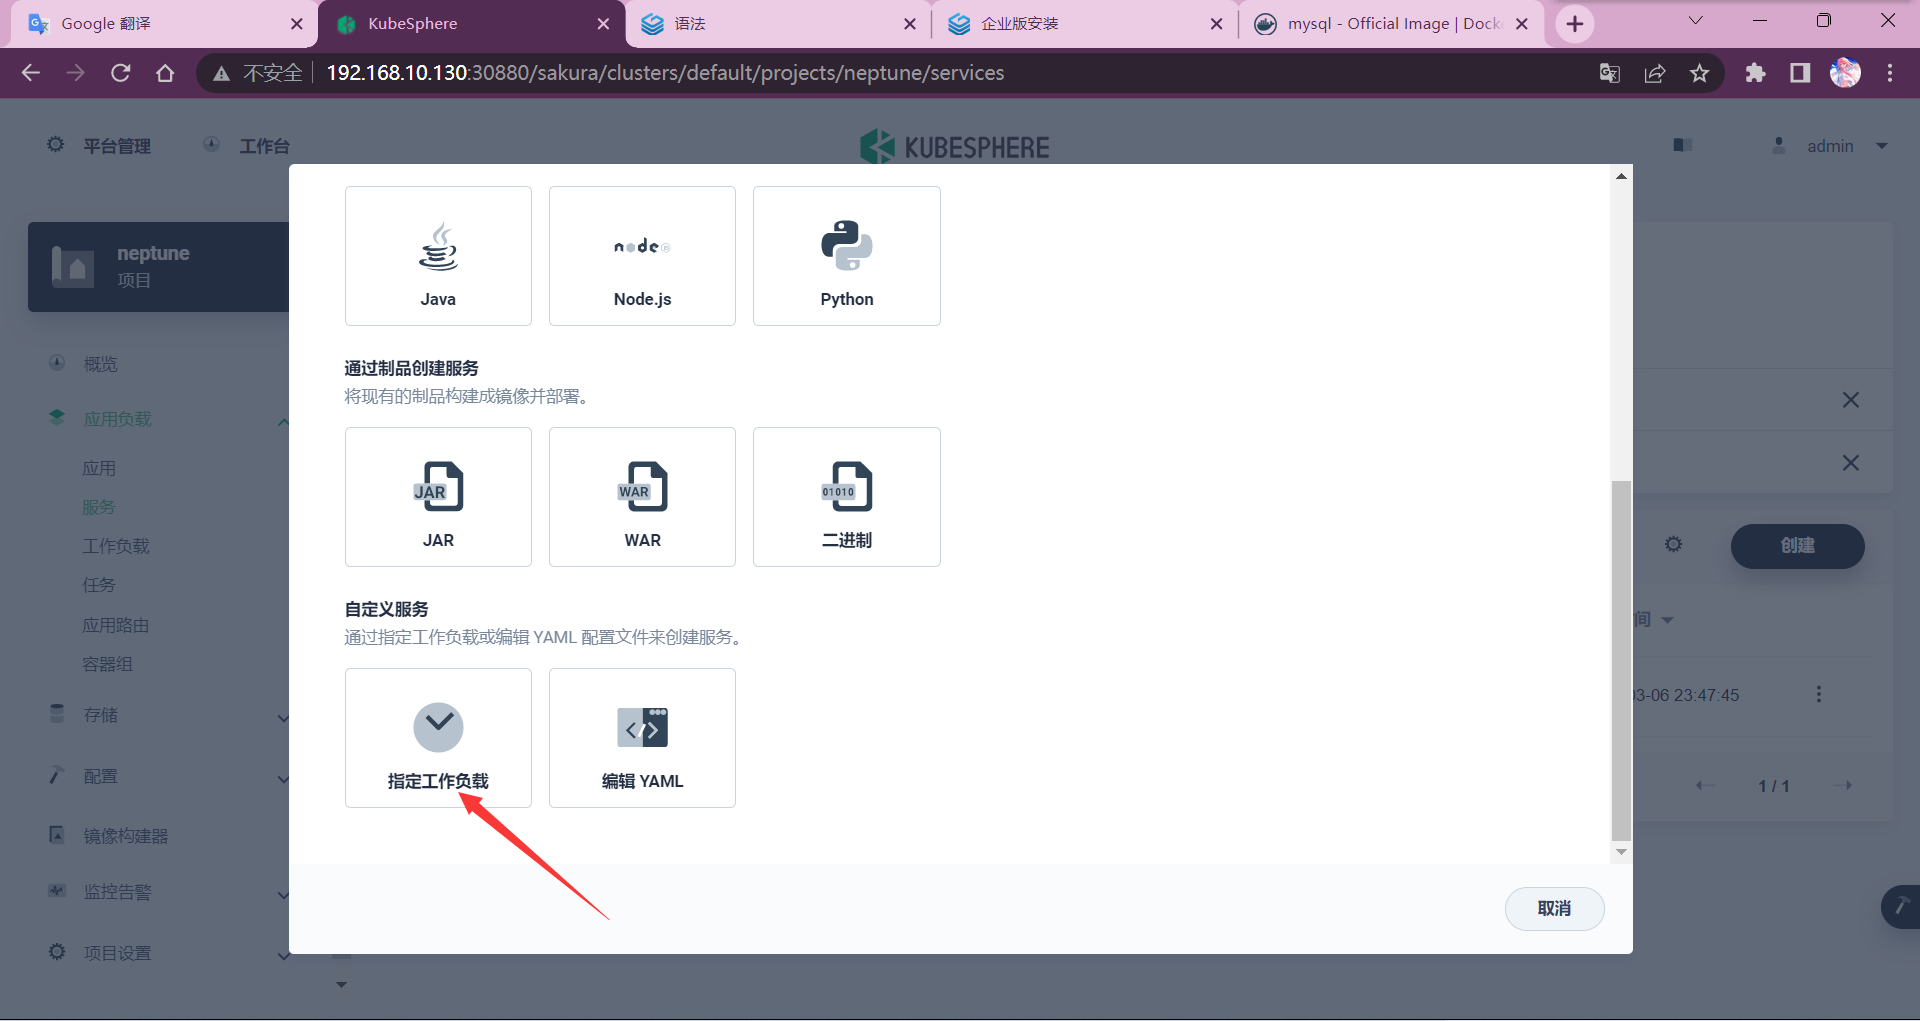 Google 翻译
KubeSphere
语法
企业版安装
mysql - Official Image | Dock
不安全
192.168.10.130:30880/sakura/clusters/default/projects/neptune/services
平台管理
工作台
KUBESPHERE
admin
neptune
项目
概览
应用负载
应用
服务
工作负载
任务
应用路由
容器组
存储
配置
镜像构建器
监控告警
项目设置
Java
Node.js
Python
通过制品创建服务
将现有的制品构建成镜像并部署。
JAR
WAR
01010
JAR
WAR
二进制
自定义服务
通过指定工作负载或编辑 YAML 配置文件来创建服务。
指定工作负载
编辑 YAML
取消
创建
间
03-06 23:47:45
1 / 1